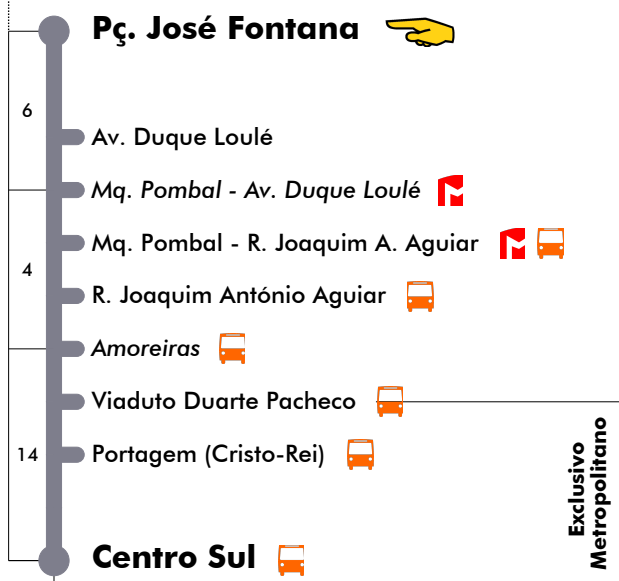 Pç. José Fontana
6
Av. Duque Loulé
Mq. Pombal - Av. Duque Loulé
Mq. Pombal - R. Joaquim A. Aguiar
4
R. Joaquim António Aguiar
Amoreiras
Viaduto Duarte Pacheco
14
Portagem (Cristo-Rei)
Exclusivo
Metropolitano
Centro Sul